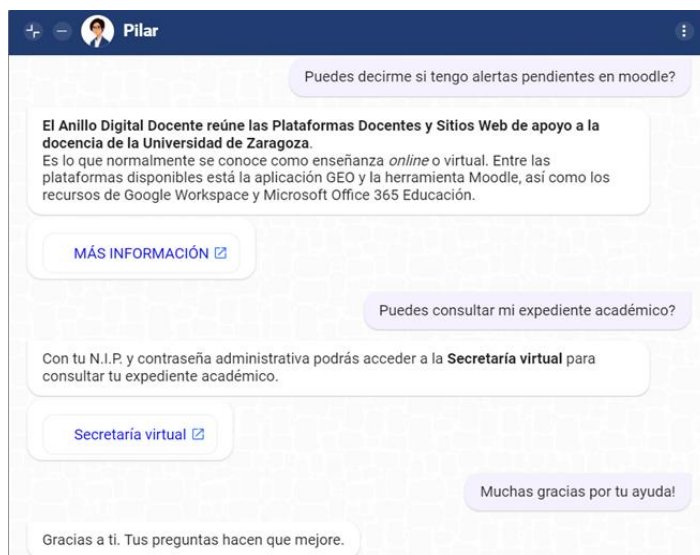 Pilar
Puedes decirme si tengo alertas pendientes en moodle?
El Anillo Digital Docente reúne las Plataformas Docentes y Sitios Web de apoyo a la
docencia de la Universidad de Zaragoza.
Es lo que normalmente se conoce como enseñanza online o virtual. Entre las
plataformas disponibles está la aplicación GEO y la herramienta Moodle, así como los
recursos de Google Workspace y Microsoft Office 365 Educación.
MÁS INFORMACIÓN
Puedes consultar mi expediente académico?
Con tu N.I.P. y contraseña administrativa podrás acceder a la Secretaría virtual para
consultar tu expediente académico.
Secretaría virtual
Muchas gracias por tu ayuda!
Gracias a ti. Tus preguntas hacen que mejore.